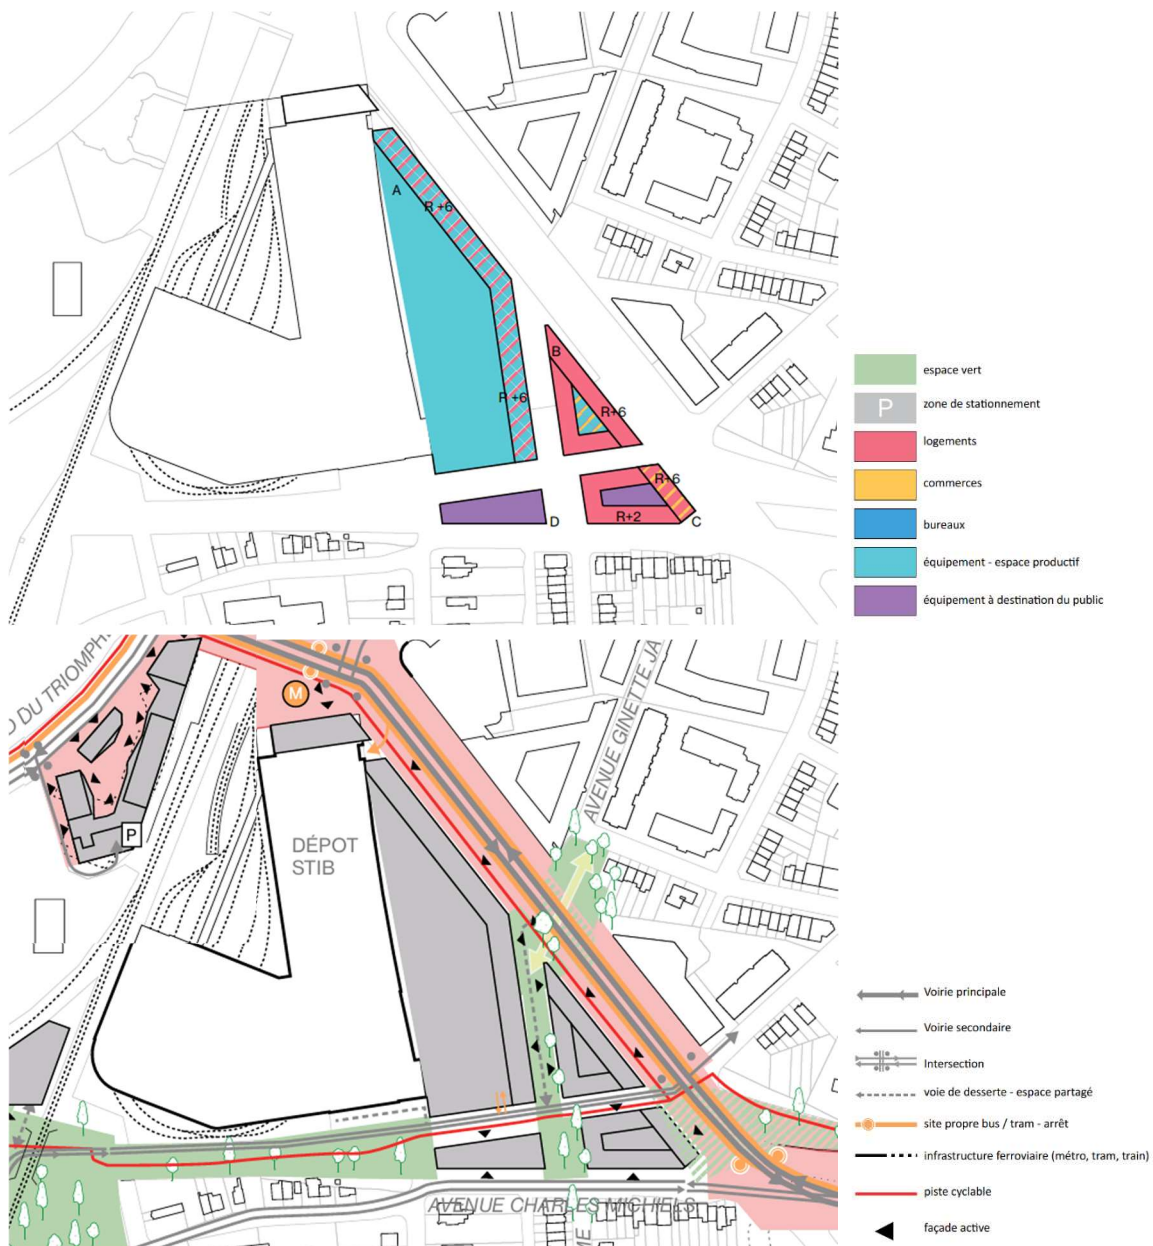 A
R +6
R +6
B
R+6
R+6
R+2
C
D
espace vert
P
zone de stationnement
logements
commerces
bureaux
équipement - espace productif
équipement à destination du public
D DU TRIOMPH
M
AVENUE GINETTE JA
P
DÉPOT
STIB
AVENUE CHARLES MICHIELS
ME
Voirie principale
Voirie secondaire
Intersection
voie de desserte - espace partagé
site propre bus / tram - arrêt
infrastructure ferroviaire (métro, tram, train)
piste cyclable
façade active